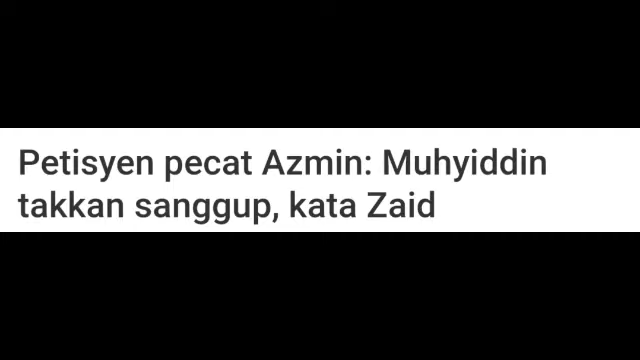 Petisyen pecat Azmin: Muhyiddin
takkan sanggup, kata Zaid